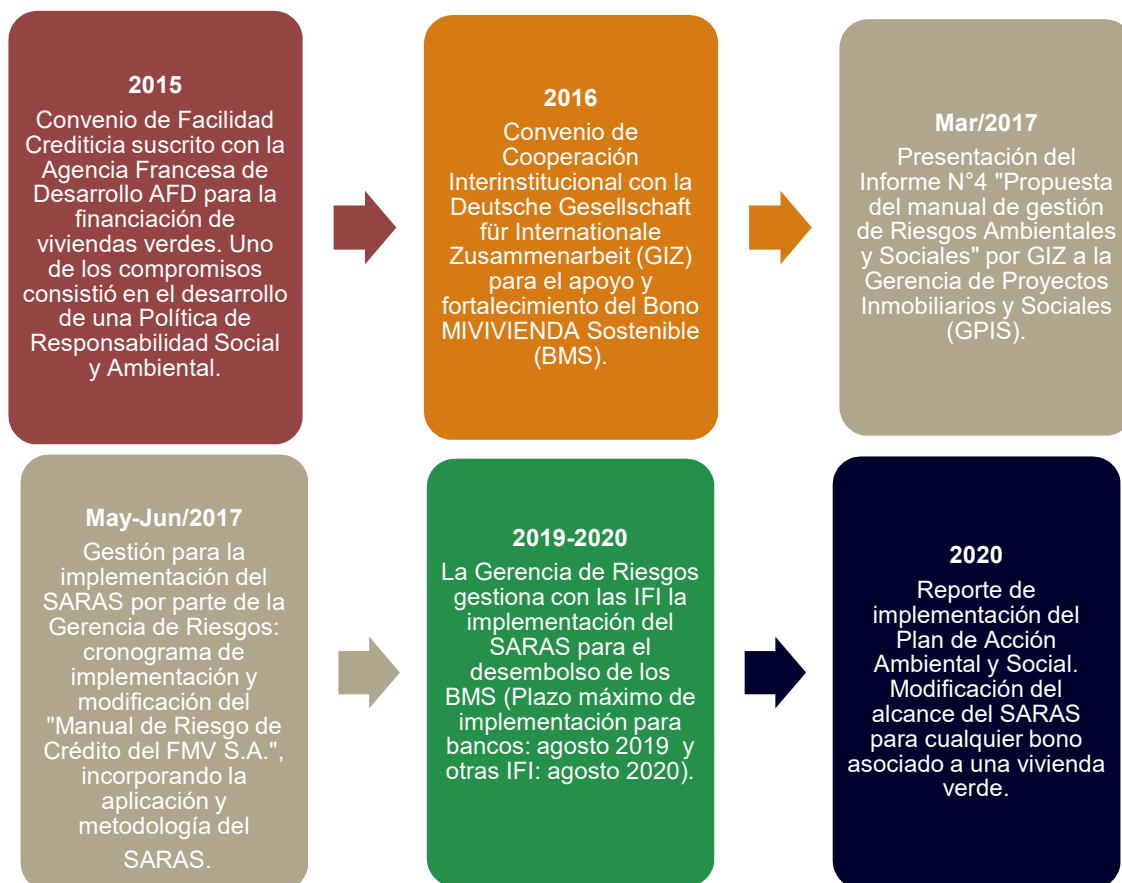 2015
Convenio de Facilidad
Crediticia suscrito con la
Agencia Francesa de
Desarrollo AFD para la
financiación de
viviendas verdes. Uno
de los compromisos
consistió en el desarrollo
de una Política de
Responsabilidad Social
y Ambiental.
2016
Convenio de
Cooperación
Interinstitucional con la
Deutsche Gesellschaft
für Internationale
Zusammenarbeit (GIZ)
para el apoyo y
fortalecimiento del Bono
MIVIVIENDA Sostenible
(BMS).
Mar/2017
Presentación del
Informe N°4 "Propuesta
del manual de gestión
de Riesgos Ambientales
y Sociales" por GIZ a la
Gerencia de Proyectos
Inmobiliarios y Sociales
(GPIS).
May-Jun/2017
Gestión para la
implementación del
SARAS por parte de la
Gerencia de Riesgos:
cronograma de
implementación y
modificación del
"Manual de Riesgo de
Crédito del FMV S.A.",
incorporando la
aplicación y
metodología del
SARAS.
2019-2020
La Gerencia de Riesgos
gestiona con las IFI la
implementación del
SARAS para el
desembolso de los
BMS (Plazo máximo de
implementación para
bancos: agosto 2019 y
otras IFI: agosto 2020).
2020
Reporte de
implementación del
Plan de Acción
Ambiental y Social.
Modificación del
alcance del SARAS
para cualquier bono
asociado a una vivienda
verde.